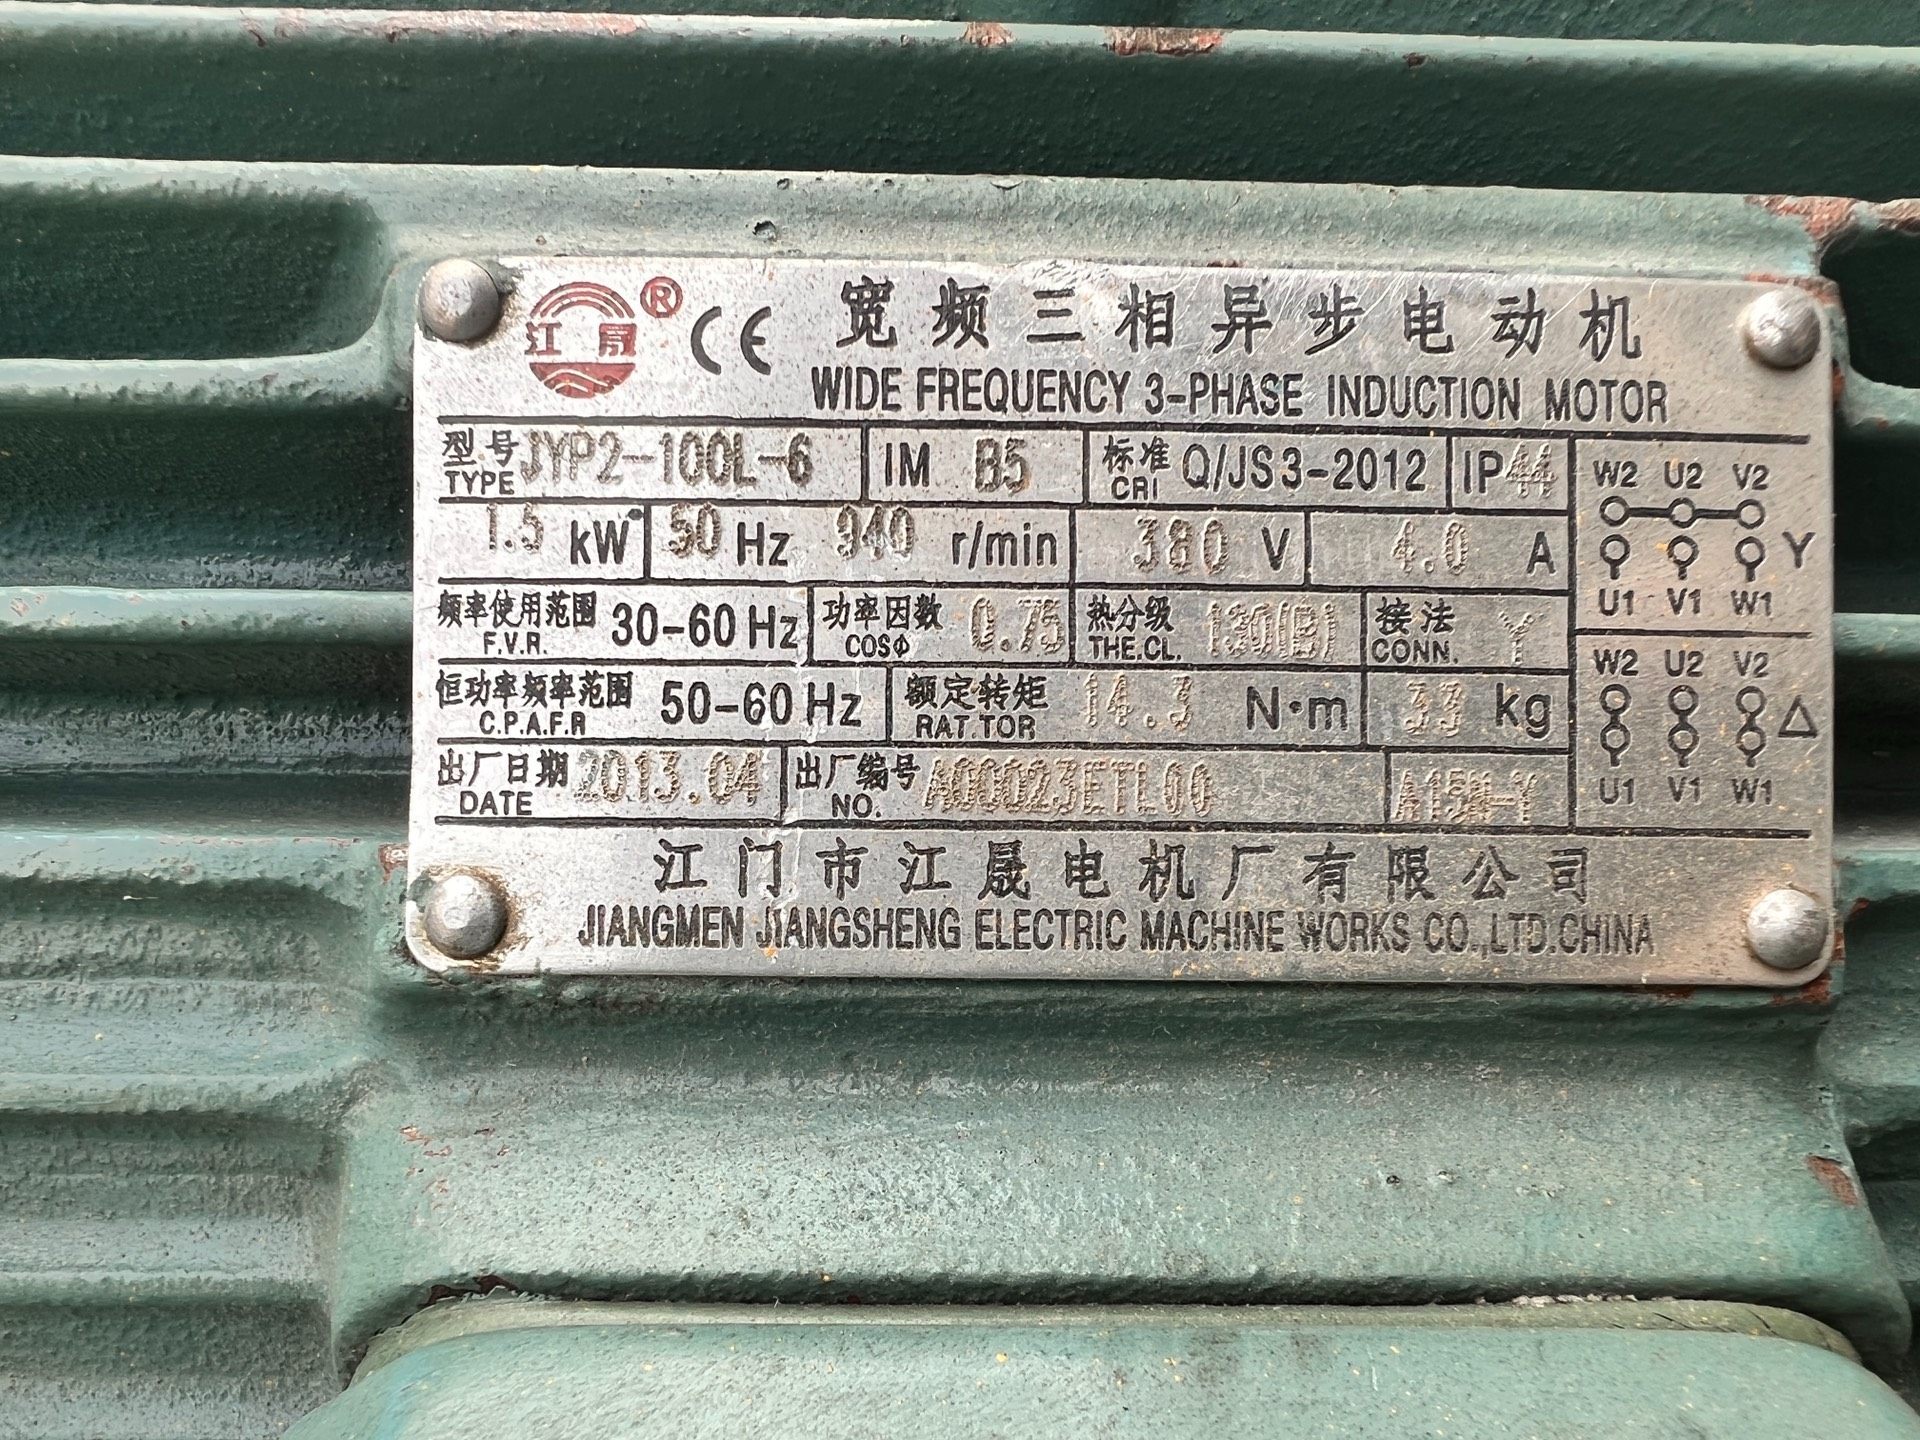 江晟 ® CE 宽频三相异步电动机
WIDE FREQUENCY 3-PHASE INDUCTION MOTOR
型号 TYPE JYP2-100L-6 IM B5 标准 CRI Q/JS3-2012 IP44
1.5 kW 50 Hz 940 r/min 380 V 4.0 A
频率使用范围 F.V.R. 30-60 Hz 功率因数 COSΦ 0.75 热分级 THE.CL. 130(B) 接法 CONN. Y
恒功率频率范围 C.P.A.F.R 50-60 Hz 额定转矩 RAT.TOR 14.3 N·m 33 kg
出厂日期 DATE 2013.04 出厂编号 NO. A00023ETL00 A15N-Y
W2 U2 V2
Y
U1 V1 W1
W2 U2 V2
△
U1 V1 W1
江门市江晟电机厂有限公司
JIANGMEN JIANGSHENG ELECTRIC MACHINE WORKS CO.,LTD.CHINA